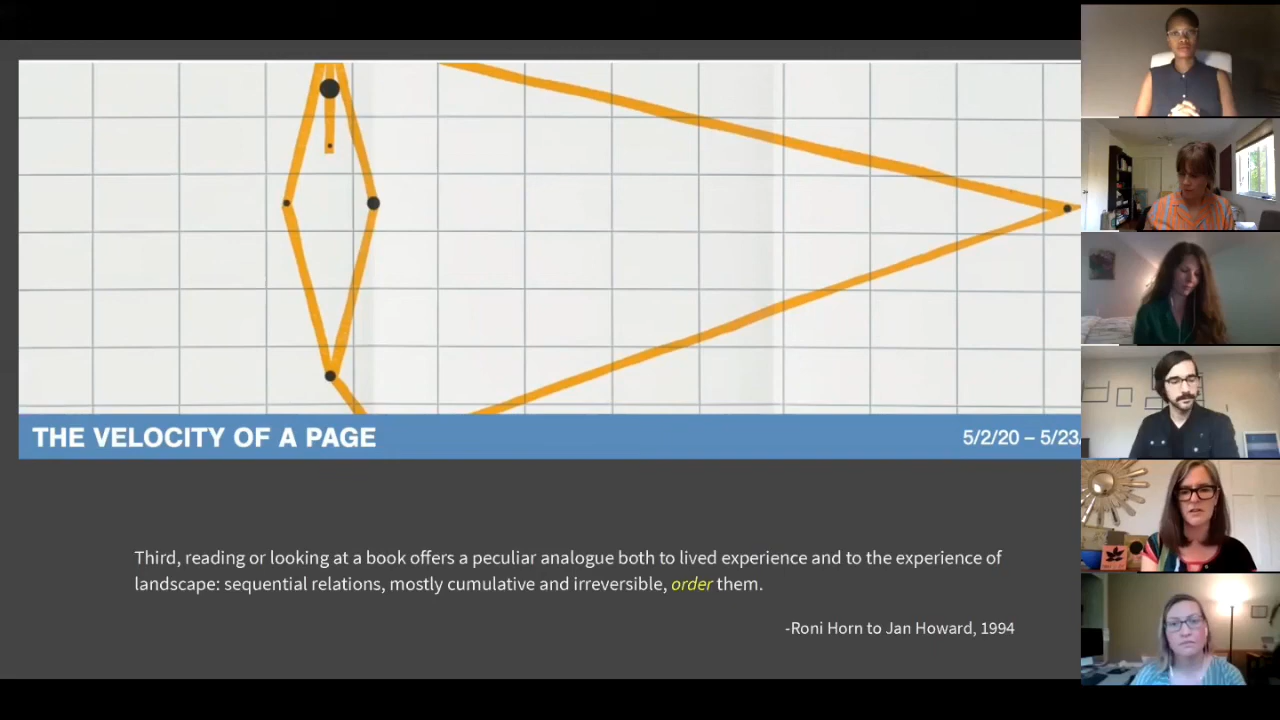 THE VELOCITY OF A PAGE
5/2/20 – 5/23/
Third, reading or looking at a book offers a peculiar analogue both to lived experience and to the experience of
landscape: sequential relations, mostly cumulative and irreversible, order them.
-Roni Horn to Jan Howard, 1994